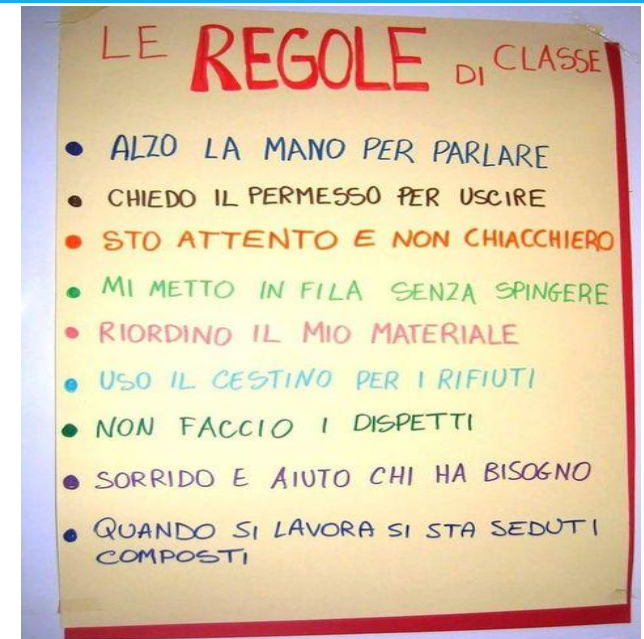 LE REGOLE DI CLASSE
• ALZO LA MANO PER PARLARE
• CHIEDO IL PERMESSO PER USCIRE
• STO ATTENTO E NON CHIACCHIERO
• MI METTO IN FILA SENZA SPINGERE
• RIORDINO IL MIO MATERIALE
• USO IL CESTINO PER I RIFIUTI
• NON FACCIO I DISPETTI
• SORRIDO E AIUTO CHI HA BISOGNO
• QUANDO SI LAVORA SI STA SEDUTI
COMPOSTI